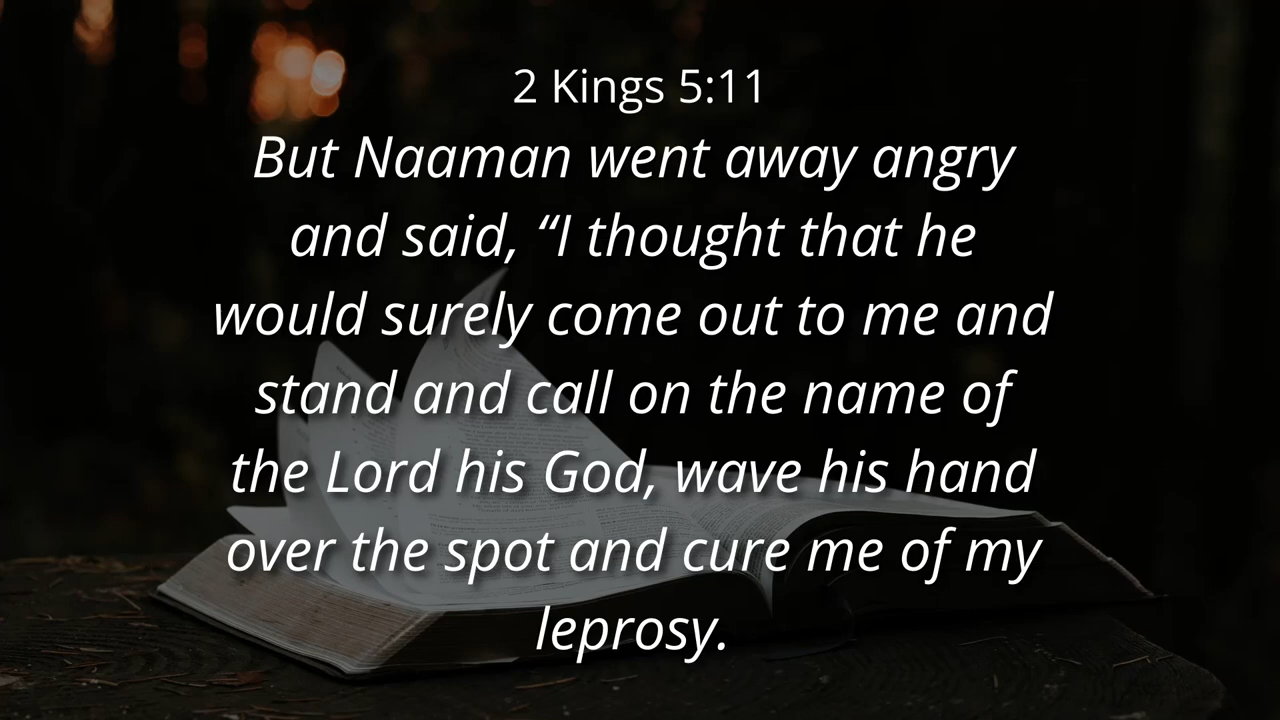 2 Kings 5:11
But Naaman went away angry
and said, “I thought that he
would surely come out to me and
stand and call on the name of
the Lord his God, wave his hand
over the spot and cure me of my
leprosy.